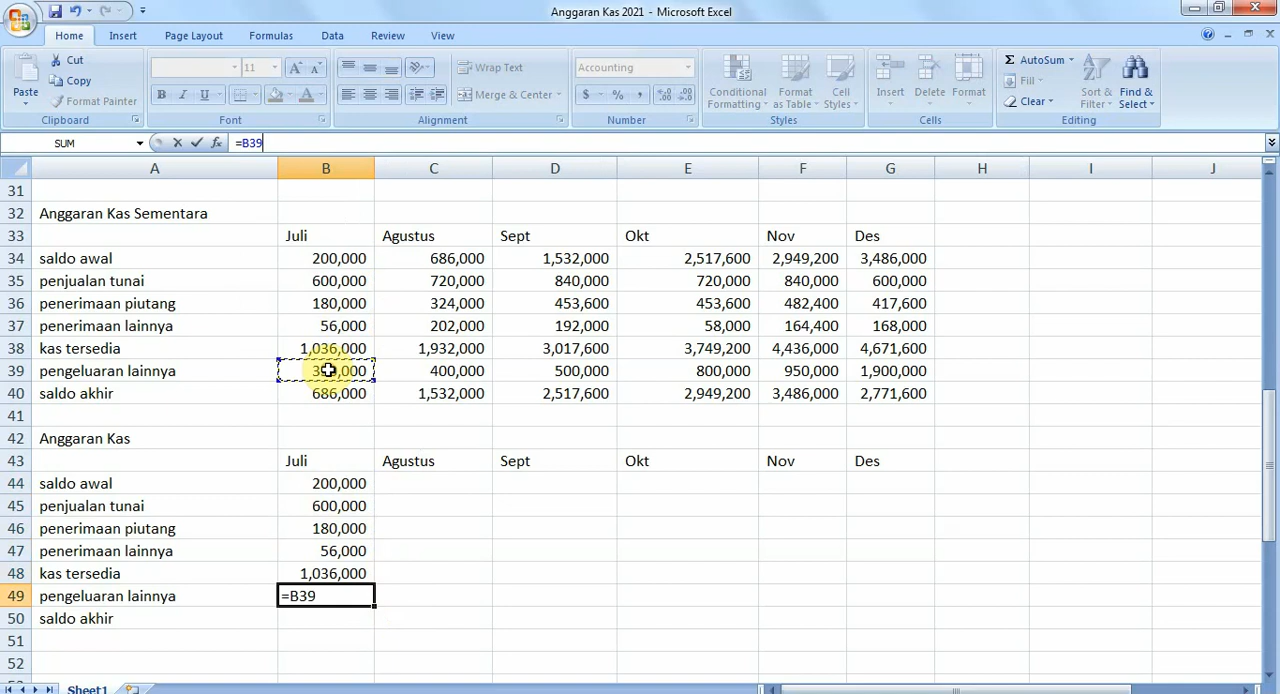 Anggaran Kas 2021 - Microsoft Excel
Home Insert Page Layout Formulas Data Review View
Paste Cut Copy Format Painter Clipboard
11 B I U A A A Font
Wrap Text Merge & Center Alignment
Accounting $ % , .0 .00 .00 .0 Number
Conditional Formatting Format as Table Cell Styles Styles
Insert Delete Format Cells
Σ AutoSum Fill Clear Sort & Filter Find & Select Editing
SUM fx =B39
A B C D E F G H I J
31
32 Anggaran Kas Sementara
33 Juli Agustus Sept Okt Nov Des
34 saldo awal 200,000 686,000 1,532,000 2,517,600 2,949,200 3,486,000
35 penjualan tunai 600,000 720,000 840,000 720,000 840,000 600,000
36 penerimaan piutang 180,000 324,000 453,600 453,600 482,400 417,600
37 penerimaan lainnya 56,000 202,000 192,000 58,000 164,400 168,000
38 kas tersedia 1,036,000 1,932,000 3,017,600 3,749,200 4,436,000 4,671,600
39 pengeluaran lainnya 400,000 500,000 800,000 950,000 1,900,000
40 saldo akhir 686,000 1,532,000 2,517,600 2,949,200 3,486,000 2,771,600
41
42 Anggaran Kas
43 Juli Agustus Sept Okt Nov Des
44 saldo awal 200,000
45 penjualan tunai 600,000
46 penerimaan piutang 180,000
47 penerimaan lainnya 56,000
48 kas tersedia 1,036,000
49 pengeluaran lainnya =B39
50 saldo akhir
51
52
Sheet1